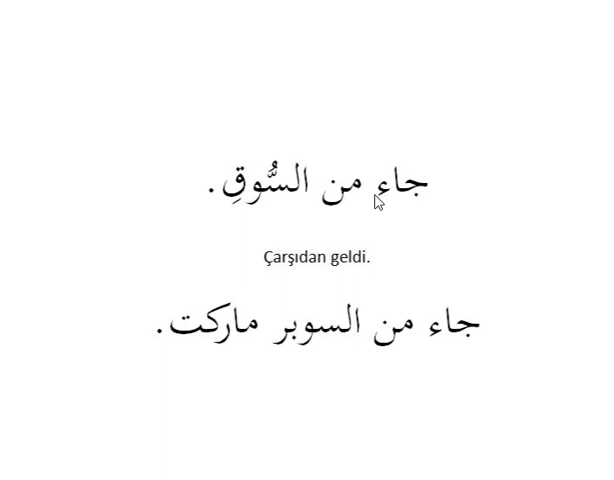 جاء من السُّوقِ.
Çarşıdan geldi.
جاء من السوبر ماركت.